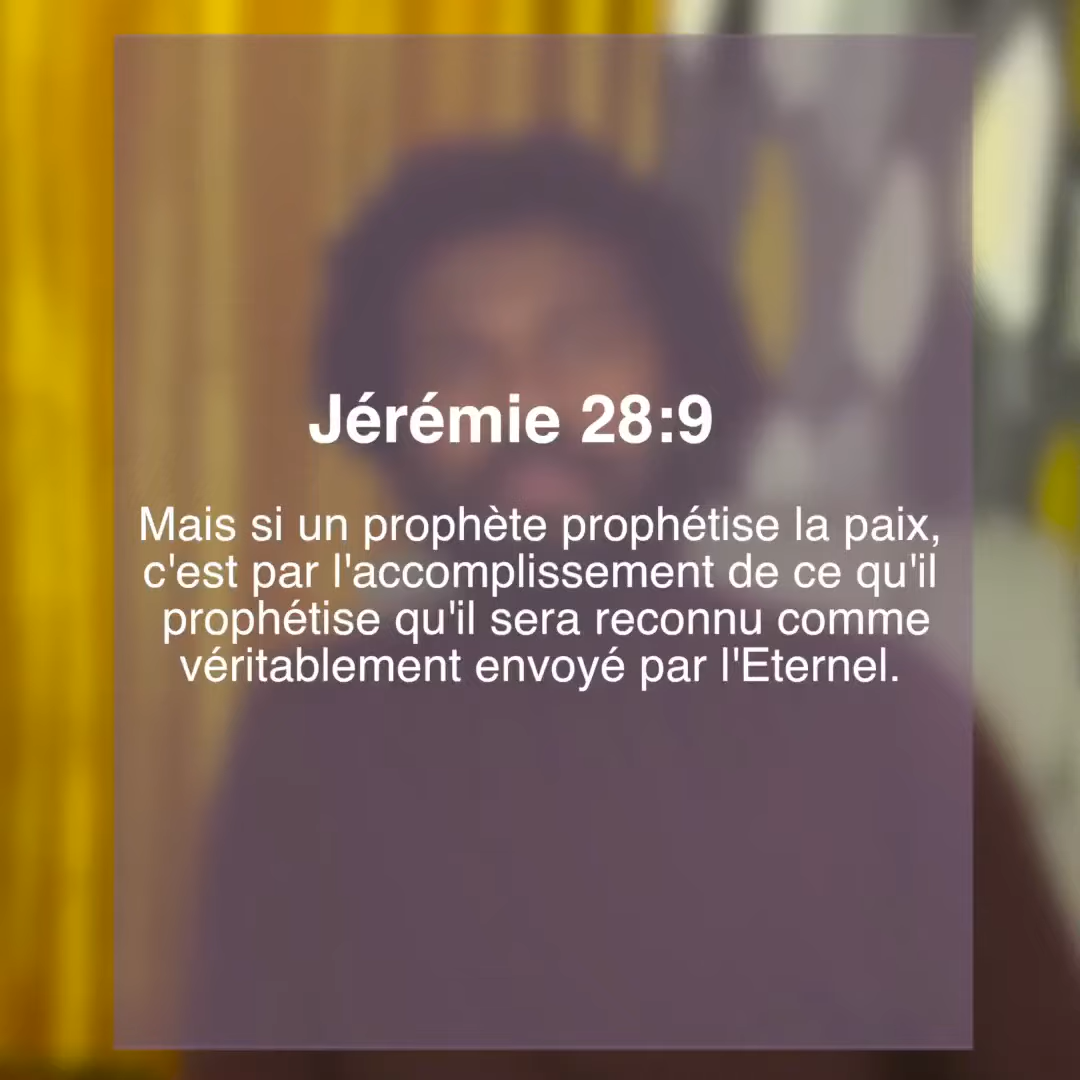 Jérémie 28:9
Mais si un prophète prophétise la paix,
c'est par l'accomplissement de ce qu'il
prophétise qu'il sera reconnu comme
véritablement envoyé par l'Eternel.